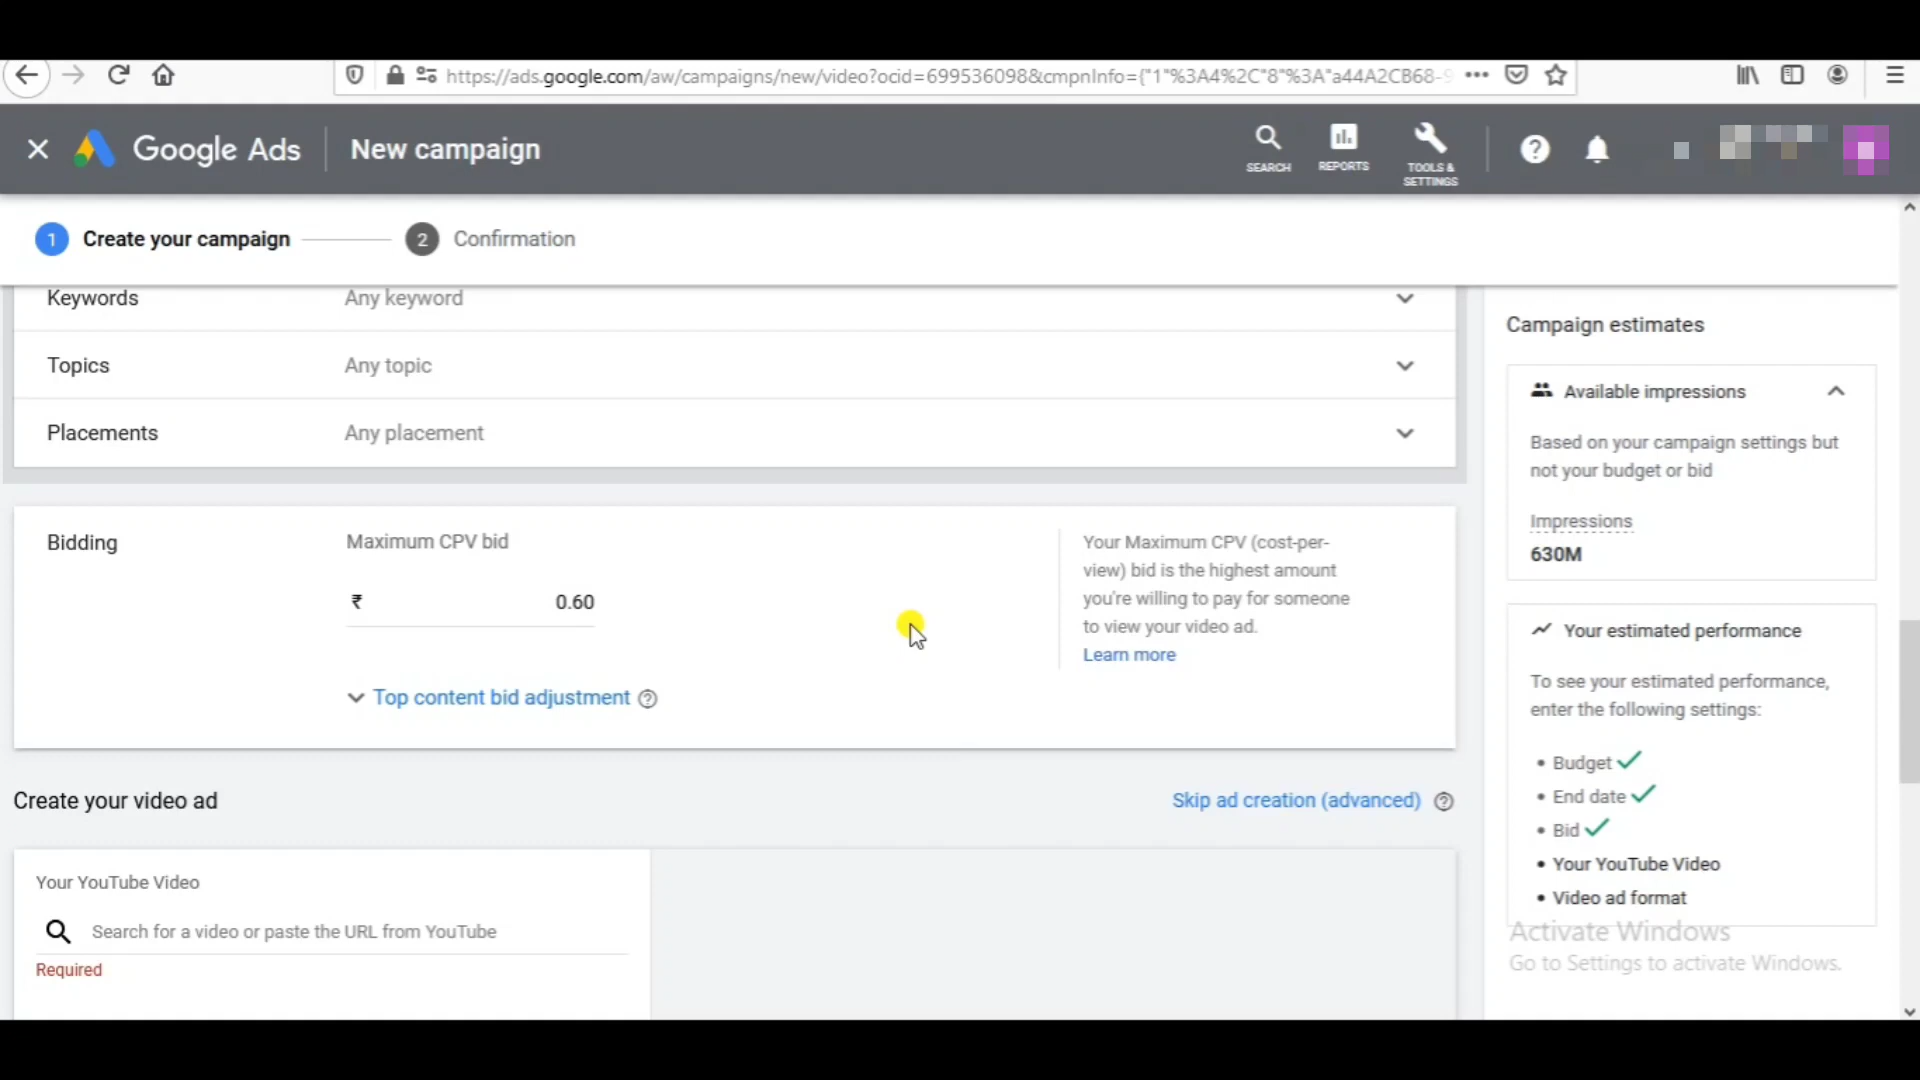 https://ads.google.com/aw/campaigns/new/video?ocid=699536098&cmpnInfo={"1"%3A4%2C"8"%3A"a44A2CB68-9
Google Ads
New campaign
SEARCH
REPORTS
TOOLS &
SETTINGS
1 Create your campaign
2 Confirmation
Keywords Any keyword
Topics Any topic
Placements Any placement
Bidding
Maximum CPV bid
₹ 0.60
Top content bid adjustment
Your Maximum CPV (cost-per-
view) bid is the highest amount
you're willing to pay for someone
to view your video ad.
Learn more
Create your video ad
Skip ad creation (advanced)
Your YouTube Video
Search for a video or paste the URL from YouTube
Required
Campaign estimates
Available impressions
Based on your campaign settings but
not your budget or bid
Impressions
630M
Your estimated performance
To see your estimated performance,
enter the following settings:
• Budget
• End date
• Bid
• Your YouTube Video
• Video ad format
Activate Windows
Go to Settings to activate Windows.